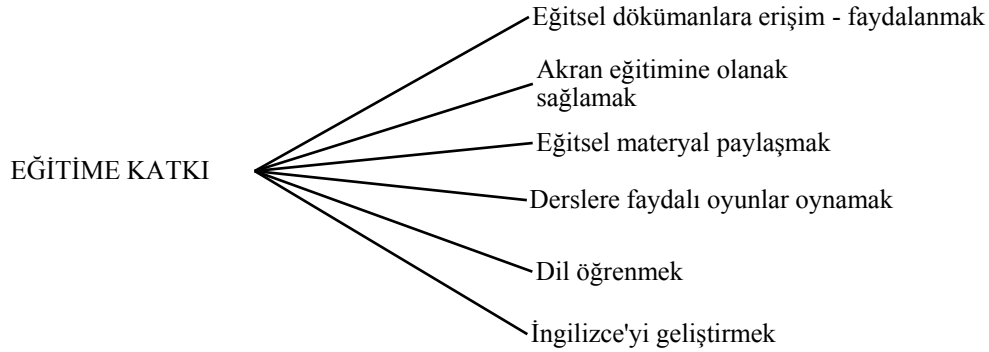 Eğitsel dökümanlara erişim - faydalanmak
Akran eğitimine olanak
sağlamak
Eğitsel materyal paylaşmak
EĞİTİME KATKI
Derslere faydalı oyunlar oynamak
Dil öğrenmek
İngilizce'yi geliştirmek